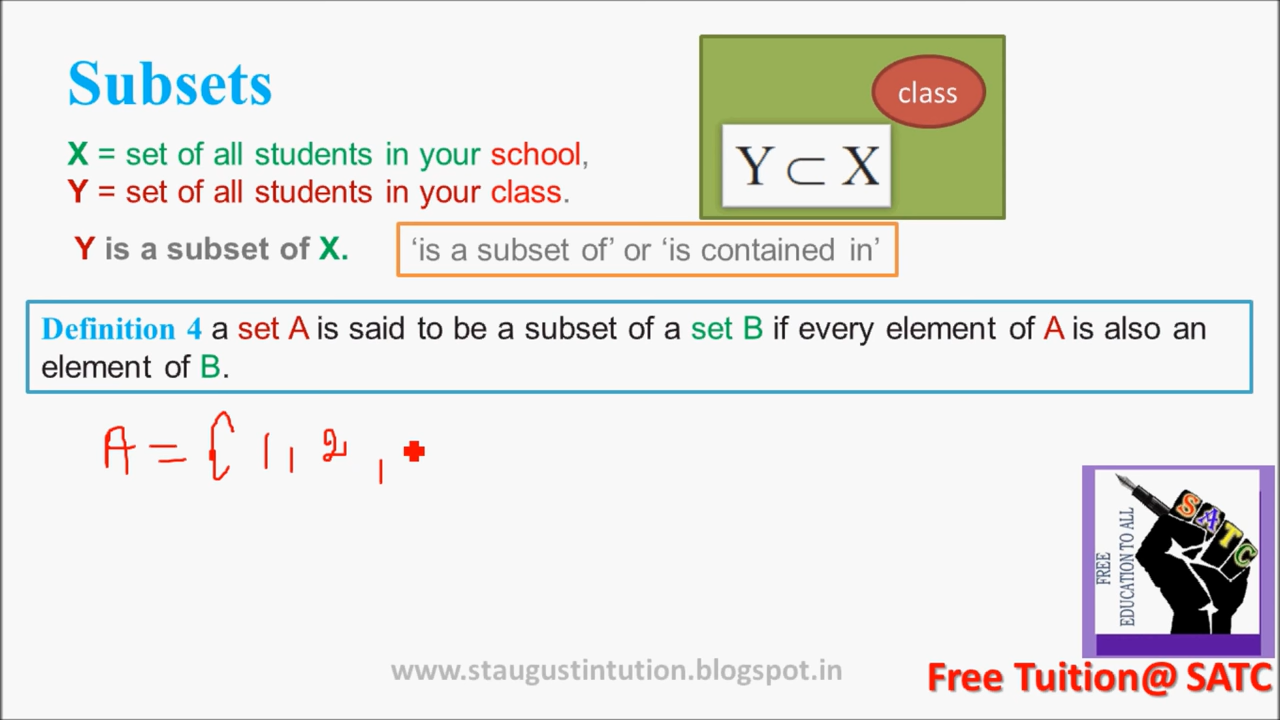 Subsets
class
X = set of all students in your school,
Y = set of all students in your class.
Y ⊂ X
Y is a subset of X.
‘is a subset of’ or ‘is contained in’
Definition 4 a set A is said to be a subset of a set B if every element of A is also an
element of B.
A = { 1, 2 ,
FREE
EDUCATION TO ALL
SATC
www.staugustintution.blogspot.in
Free Tuition@ SATC